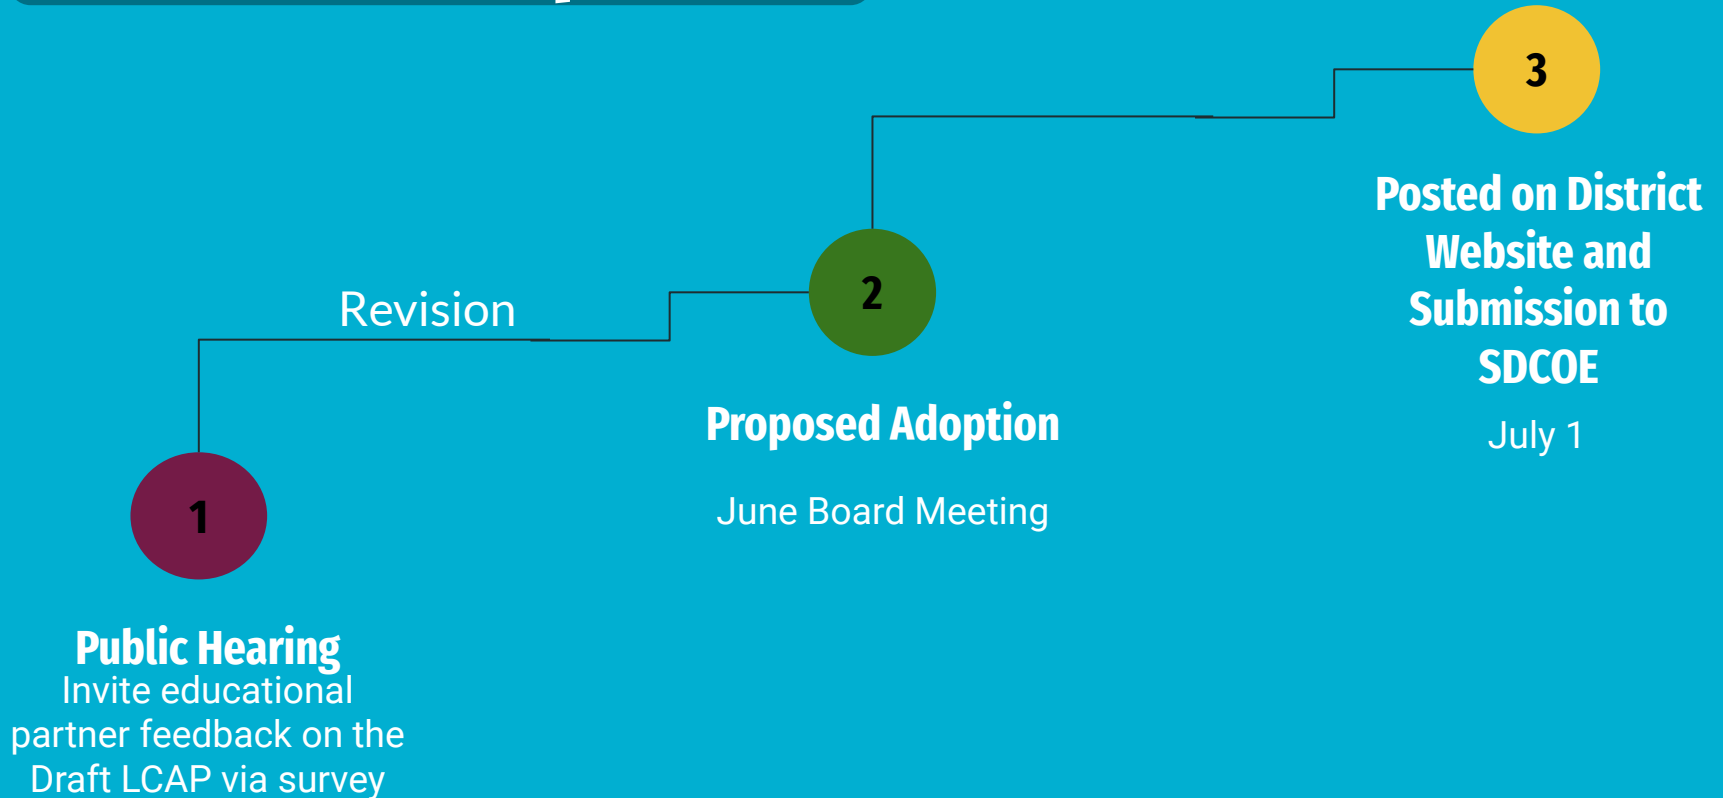 3
Posted on District
Website and
Submission to
SDCOE
July 1
2
Revision
Proposed Adoption
June Board Meeting
1
Public Hearing
Invite educational
partner feedback on the
Draft LCAP via survey